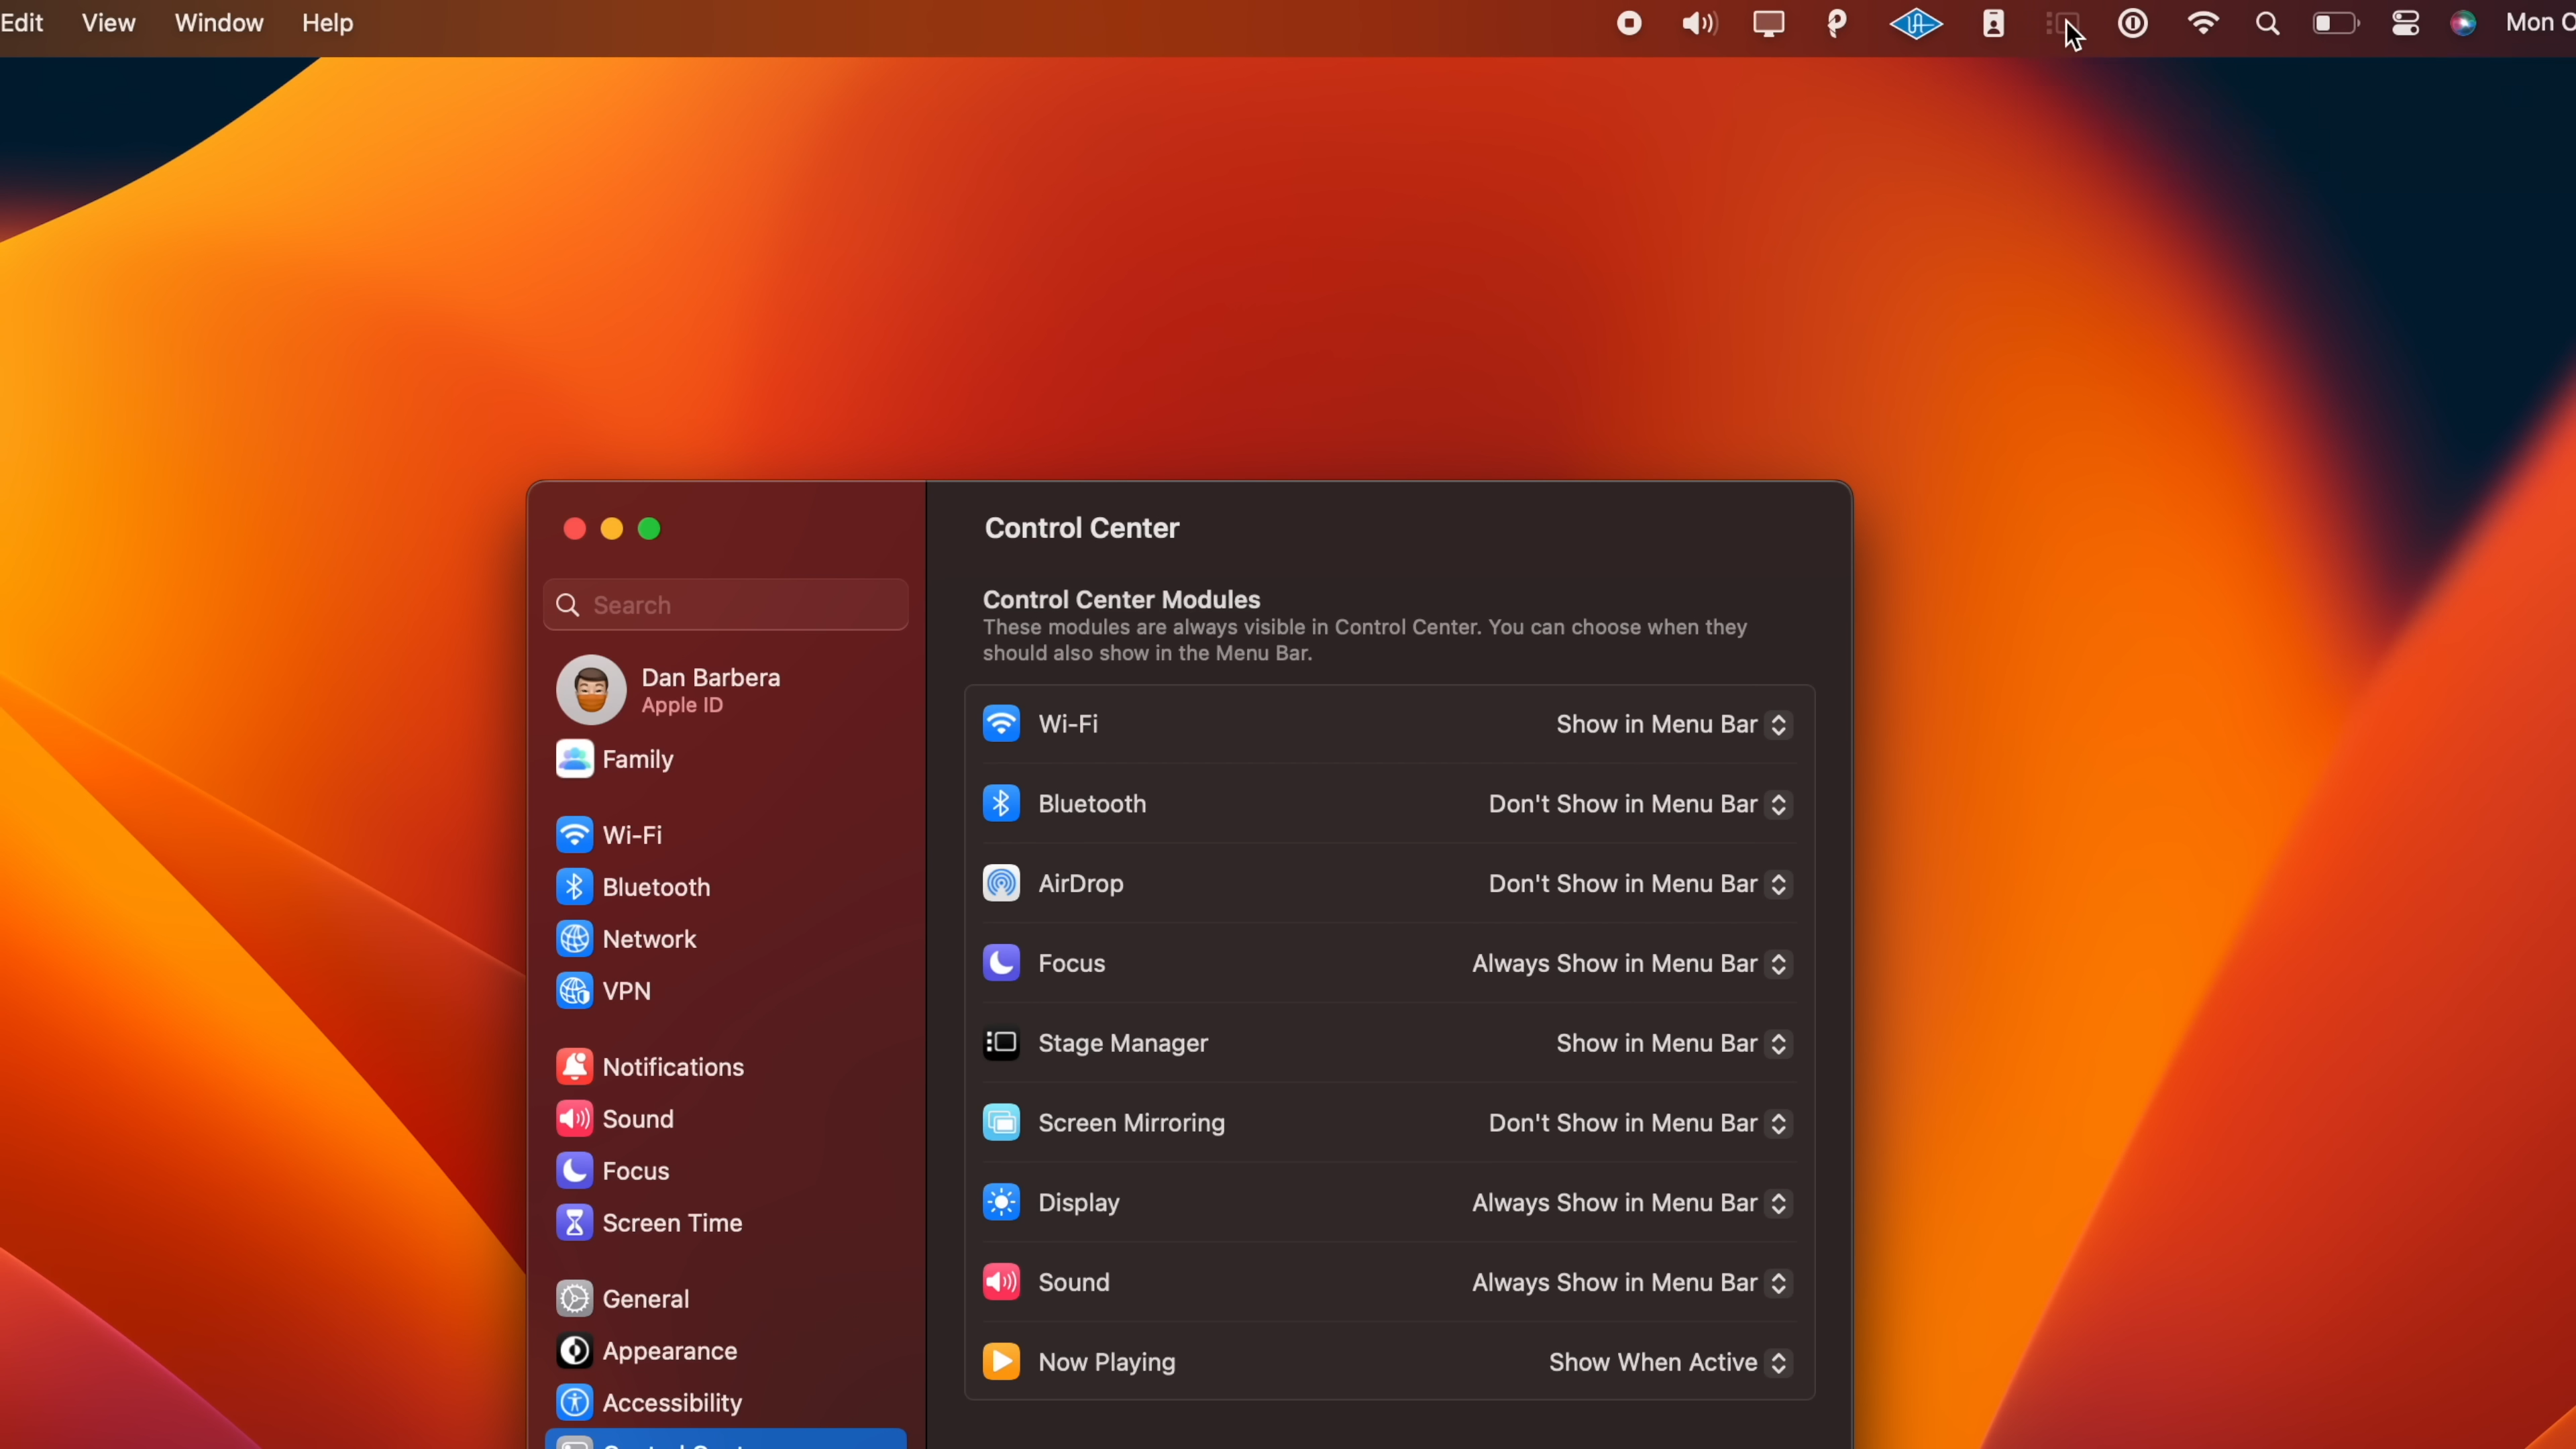 Edit View Window Help
Mon O
Control Center
Search
Control Center Modules
These modules are always visible in Control Center. You can choose when they
should also show in the Menu Bar.
Dan Barbera
Apple ID
Family
Wi-Fi
Bluetooth
Network
VPN
Notifications
Sound
Focus
Screen Time
General
Appearance
Accessibility
Wi-Fi Show in Menu Bar
Bluetooth Don't Show in Menu Bar
AirDrop Don't Show in Menu Bar
Focus Always Show in Menu Bar
Stage Manager Show in Menu Bar
Screen Mirroring Don't Show in Menu Bar
Display Always Show in Menu Bar
Sound Always Show in Menu Bar
Now Playing Show When Active